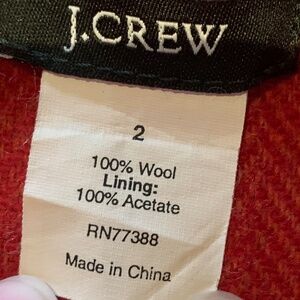 J.CREW
2
100% Wool
Lining:
100% Acetate
RN77388
Made in China